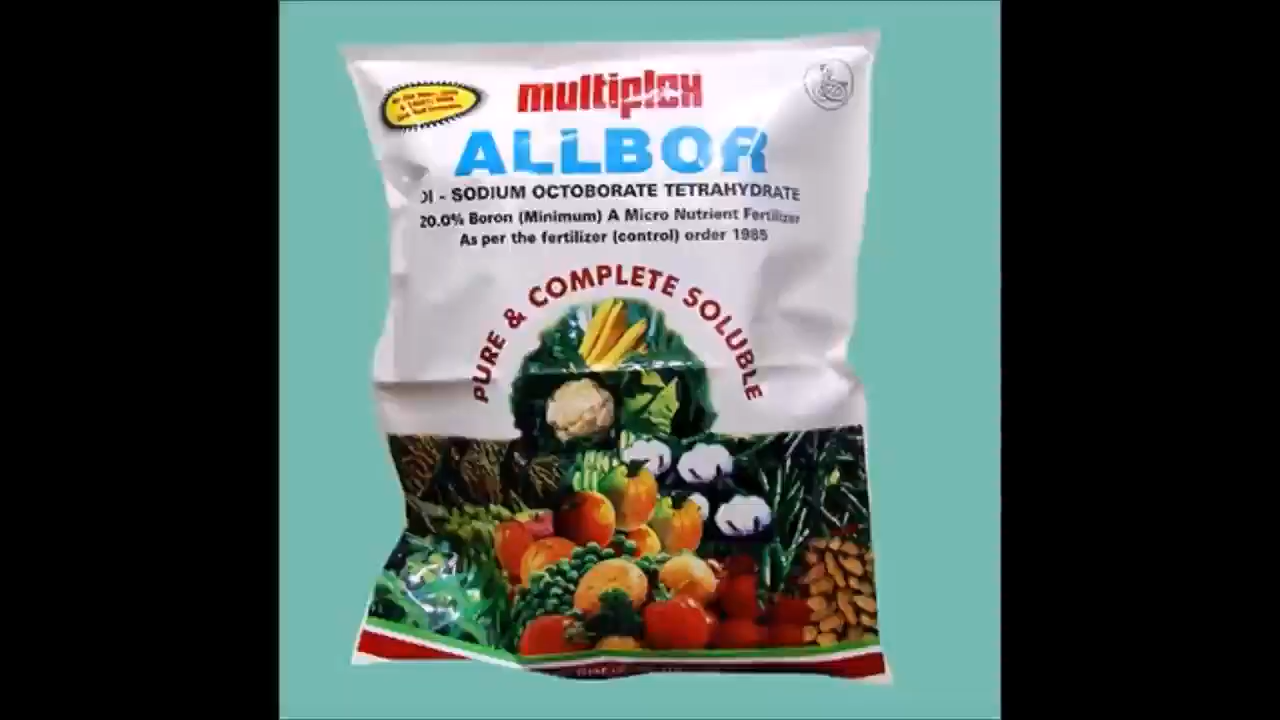 multiplex
ALLBOR
DI - SODIUM OCTOBORATE TETRAHYDRATE
20.0% Boron (Minimum) A Micro Nutrient Fertilizer
As per the fertilizer (control) order 1985
PURE & COMPLETE SOLUBLE